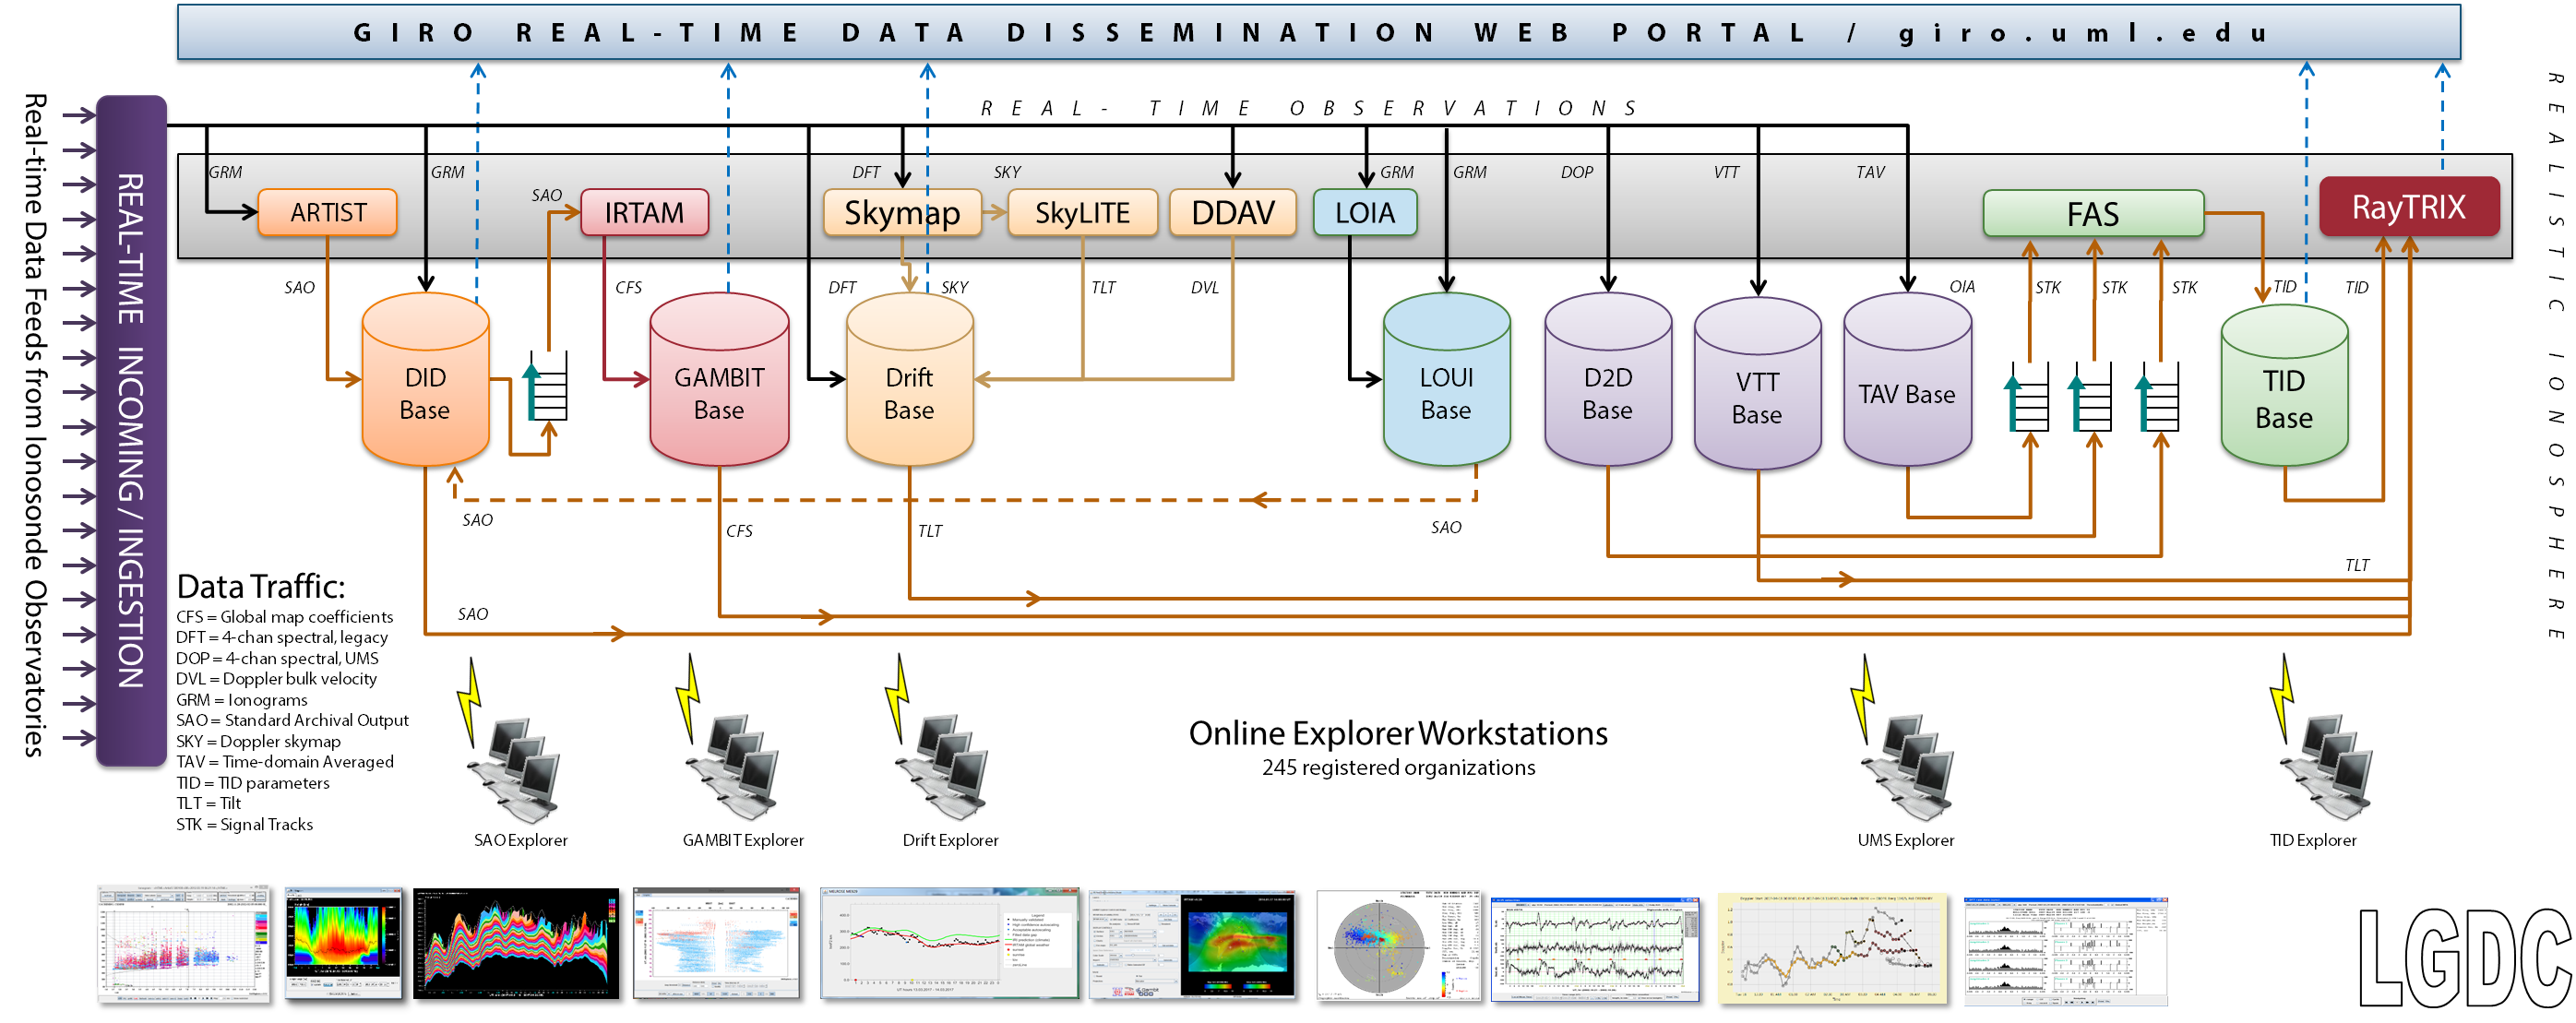 GIRO REAL-TIME DATA DISSEMINATION WEB PORTAL / giro.uml.edu
REAL- TIME OBSERVATIONS
Real-time Data Feeds from Ionosonde Observatories
REAL-TIME INCOMING / INGESTION
REALISTIC IONOSPHERE
GRM
GRM
DFT
SKY
GRM
GRM
DOP
VTT
TAV
SAO
ARTIST
IRTAM
Skymap
SkyLITE
DDAV
LOIA
FAS
RayTRIX
SAO
CFS
DFT
SKY
TLT
DVL
OIA
STK
STK
STK
TID
TID
DID
Base
GAMBIT
Base
Drift
Base
LOUI
Base
D2D
Base
VTT
Base
TAV Base
TID
Base
SAO
CFS
TLT
SAO
TLT
SAO
Data Traffic:
CFS = Global map coefficients
DFT = 4-chan spectral, legacy
DOP = 4-chan spectral, UMS
DVL = Doppler bulk velocity
GRM = Ionograms
SAO = Standard Archival Output
SKY = Doppler skymap
TAV = Time-domain Averaged
TID = TID parameters
TLT = Tilt
STK = Signal Tracks
Online Explorer Workstations
245 registered organizations
SAO Explorer
GAMBIT Explorer
Drift Explorer
UMS Explorer
TID Explorer
LGDC